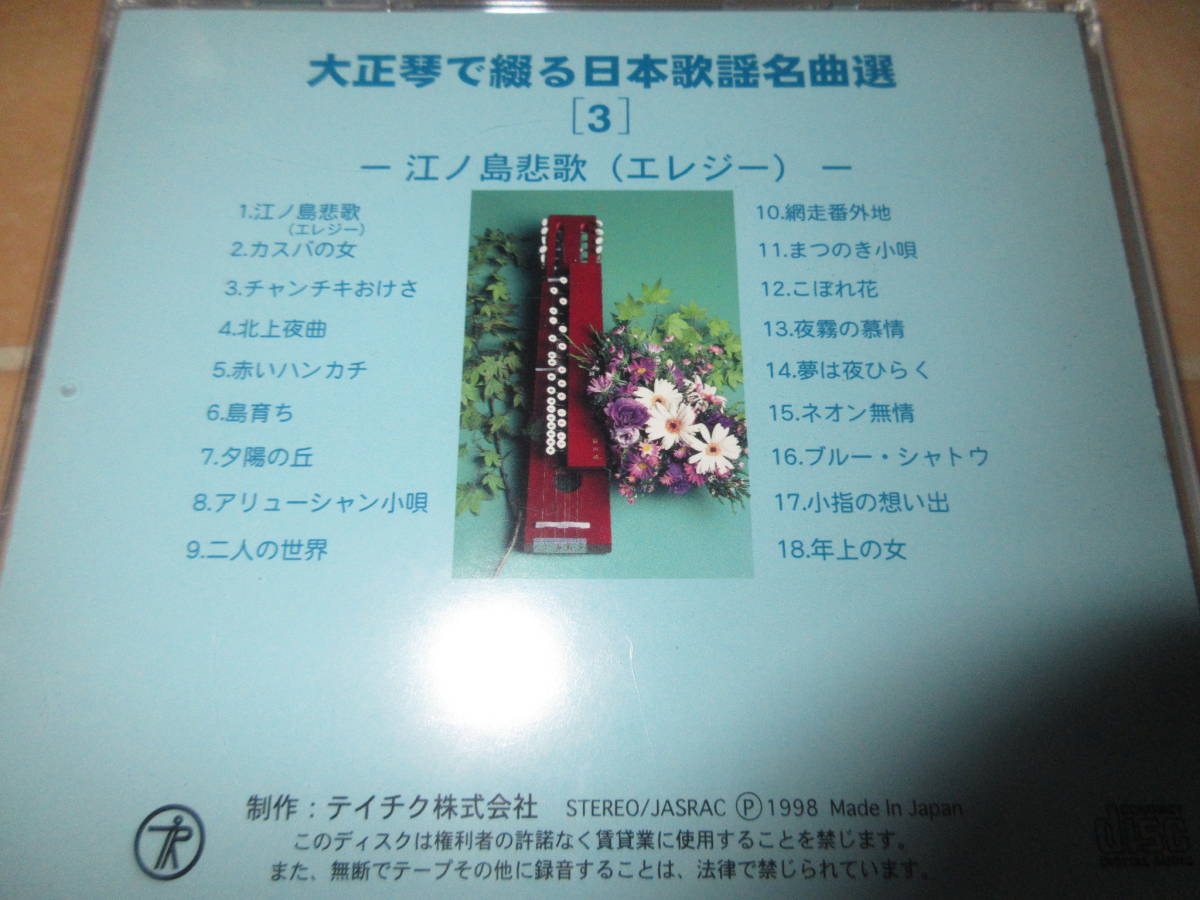 大正琴で綴る日本歌謡名曲選
[3]
ー 江ノ島悲歌（エレジー） ー
1.江ノ島悲歌
（エレジー）
2.カスバの女
3.チャンチキおけさ
4.北上夜曲
5.赤いハンカチ
6.島育ち
7.夕陽の丘
8.アリューシャン小唄
9.二人の世界
10.網走番外地
11.まつのき小唄
12.こぼれ花
13.夜霧の慕情
14.夢は夜ひらく
15.ネオン無情
16.ブルー・シャトウ
17.小指の想い出
18.年上の女
制作：テイチク株式会社 STEREO/JASRAC Ⓟ1998 Made In Japan
このディスクは権利者の許諾なく賃貸業に使用することを禁じます。
また、無断でテープその他に録音することは、法律で禁じられています。
COMPACT
disc
DIGITAL AUDIO